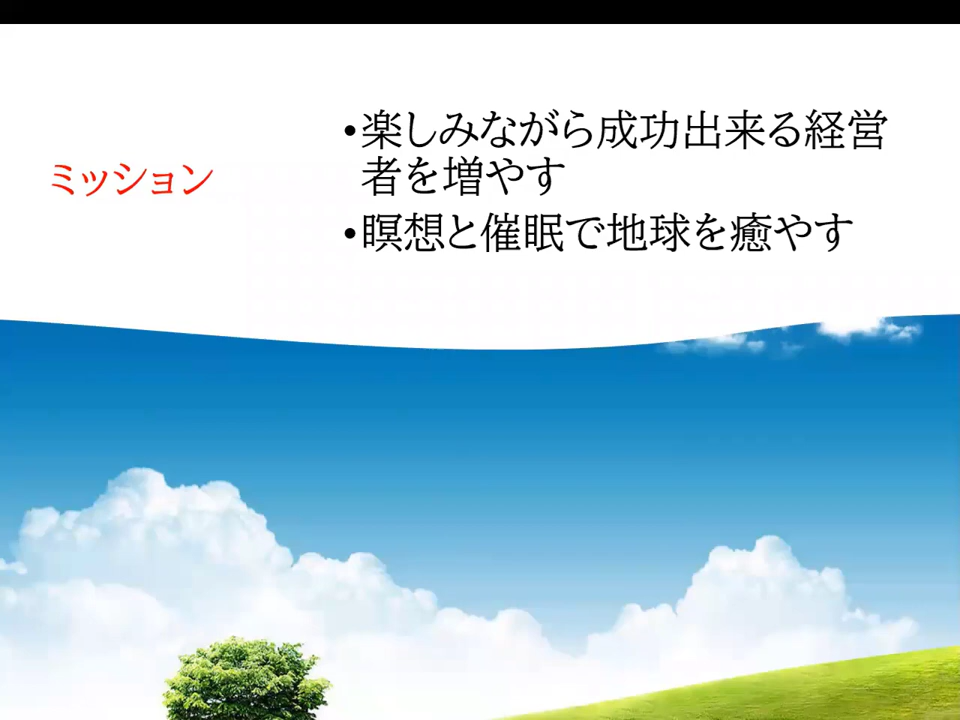 ミッション
•楽しみながら成功出来る経営
者を増やす
•瞑想と催眠で地球を癒やす